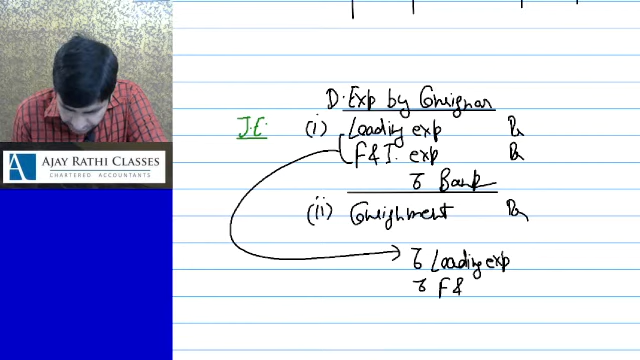 D. Exp by Consignor
J.E. (i) Loading exp Dr
F & I. exp Dr
To Bank
(ii) Consignment Dr
To Loading exp
To F &
AJAY RATHI CLASSES
CHARTERED ACCOUNTANTS